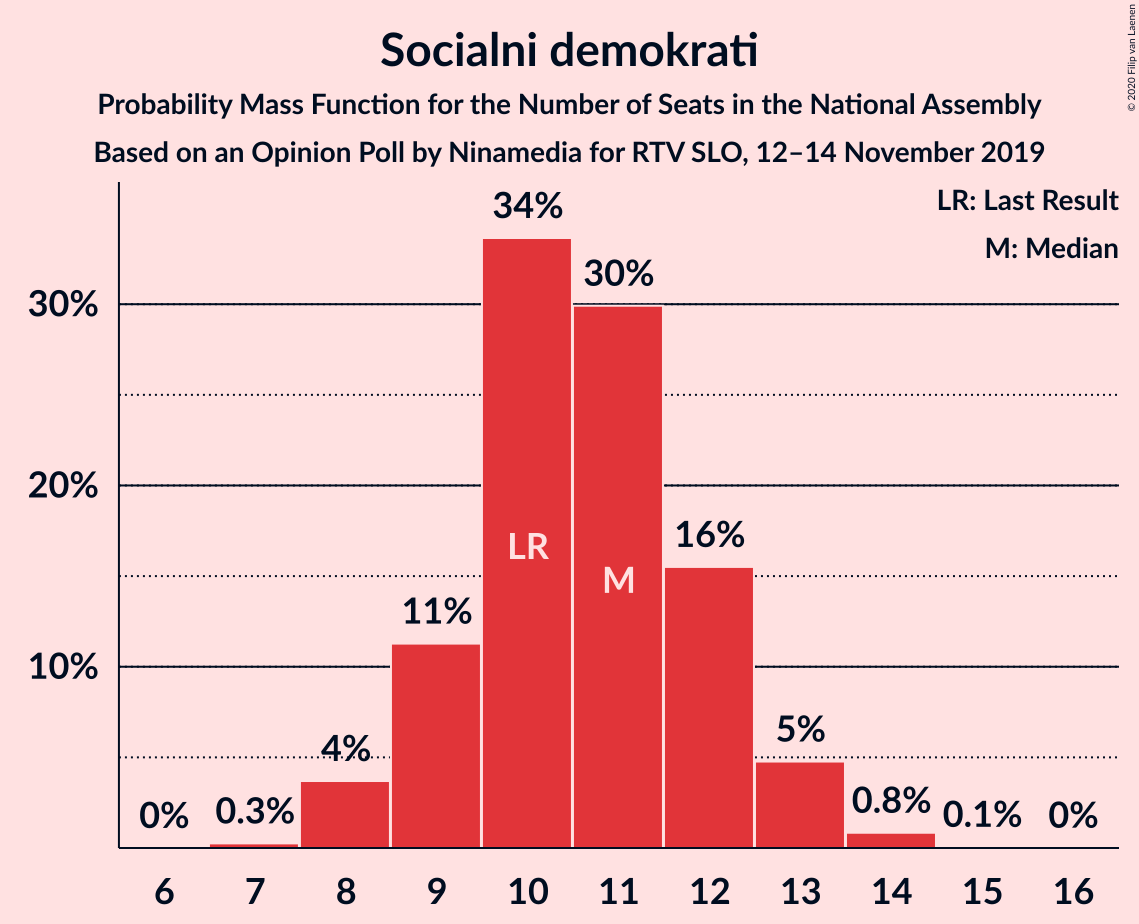 Socialni demokrati
Probability Mass Function for the Number of Seats in the National Assembly
Based on an Opinion Poll by Ninamedia for RTV SLO, 12–14 November 2019
© 2020 Filip van Laenen
LR: Last Result
M: Median
34%
30%
30%
20%
LR
16%
M
11%
10%
4%
5%
0%
0.3%
0.8%
0.1%
0%
6 7 8 9 10 11 12 13 14 15 16